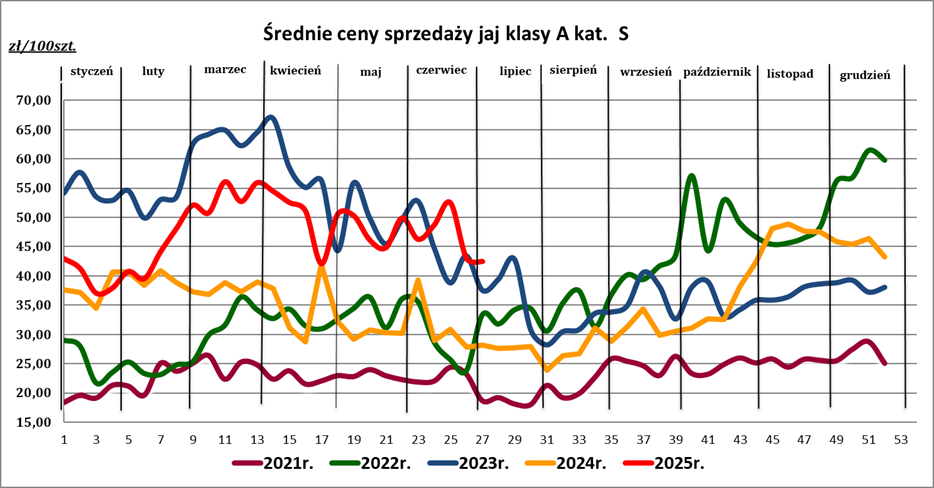 Średnie ceny sprzedaży jaj klasy A kat. S
zł/100szt.
styczeń luty marzec kwiecień maj czerwiec lipiec sierpień wrzesień październik listopad grudzień
70,00
65,00
60,00
55,00
50,00
45,00
40,00
35,00
30,00
25,00
20,00
15,00
1 3 5 7 9 11 13 15 17 19 21 23 25 27 29 31 33 35 37 39 41 43 45 47 49 51 53
2021r. 2022r. 2023r. 2024r. 2025r.